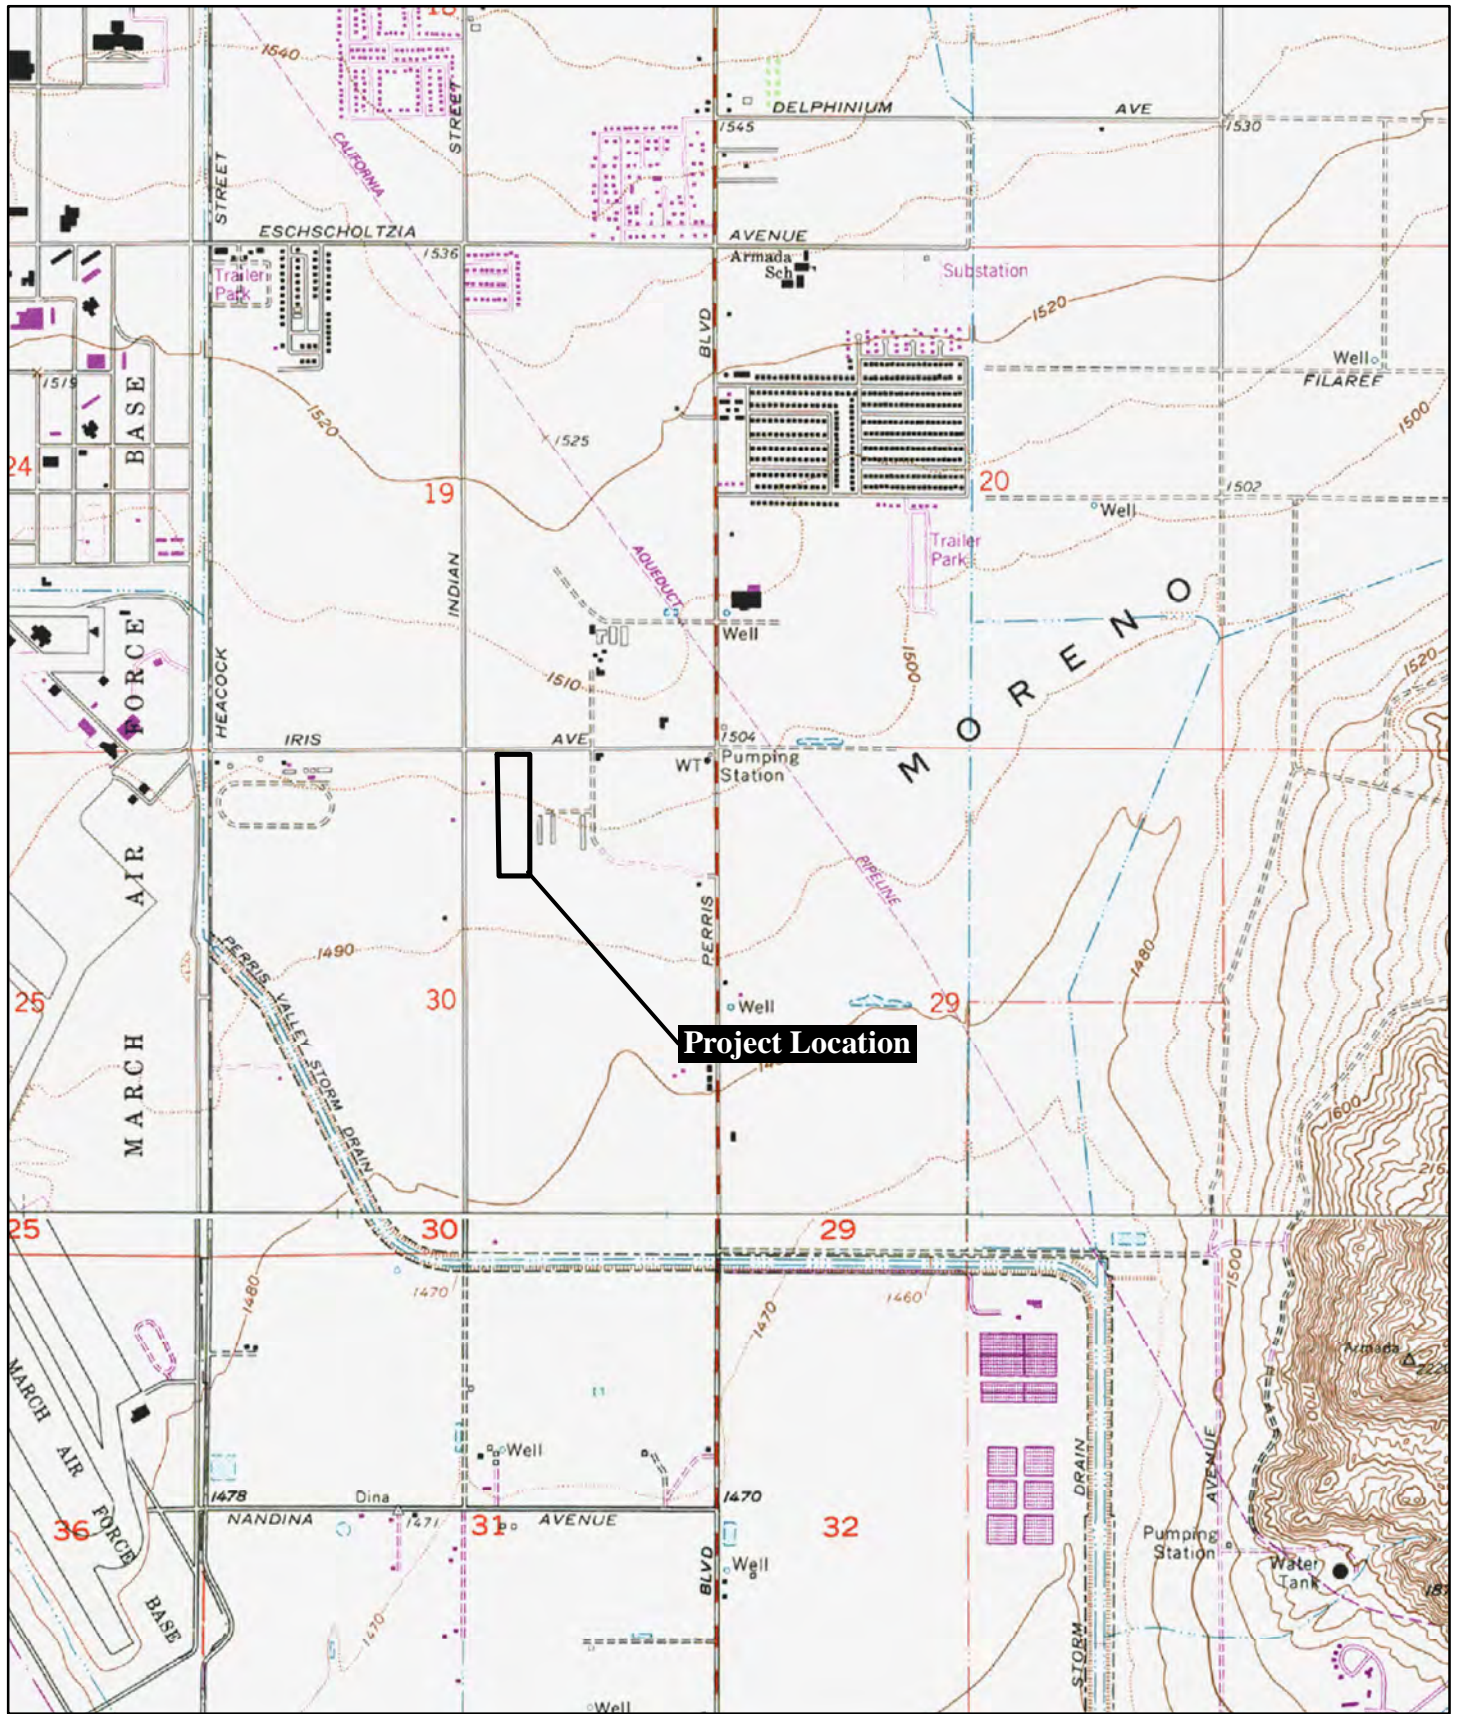 1540
STREET
DELPHINIUM AVE
1545
1530
CALIFORNIA
STREET
ESCHSCHOLTZIA
AVENUE
1536
Armada
Sch
Substation
Trailer
Park
1520
BLVD
Well
FILAREE
1519
BASE
1520
1525
1500
24
19
20
1502
Well
INDIAN
AQUEDUCT
Trailer
Park
FORCE
Well
MORENO
1500
1520
1510
HEACOCK
IRIS
AVE
1504
WT
Pumping
Station
AIR
PIPELINE
PERRIS
1490
1480
PERRIS VALLEY STORM DRAIN
25
30
Well
29
Project Location
MARCH
1600
25
30
29
1480
1470
1470
1460
1500
Armada
1700
MARCH AIR FORCE BASE
Well
DRAIN
AVENUE
1478
Dina
1470
NANDINA
1471
AVENUE
36
31
32
Pumping
Station
Water
Tank
BLVD
Well
1470
STORM
Well